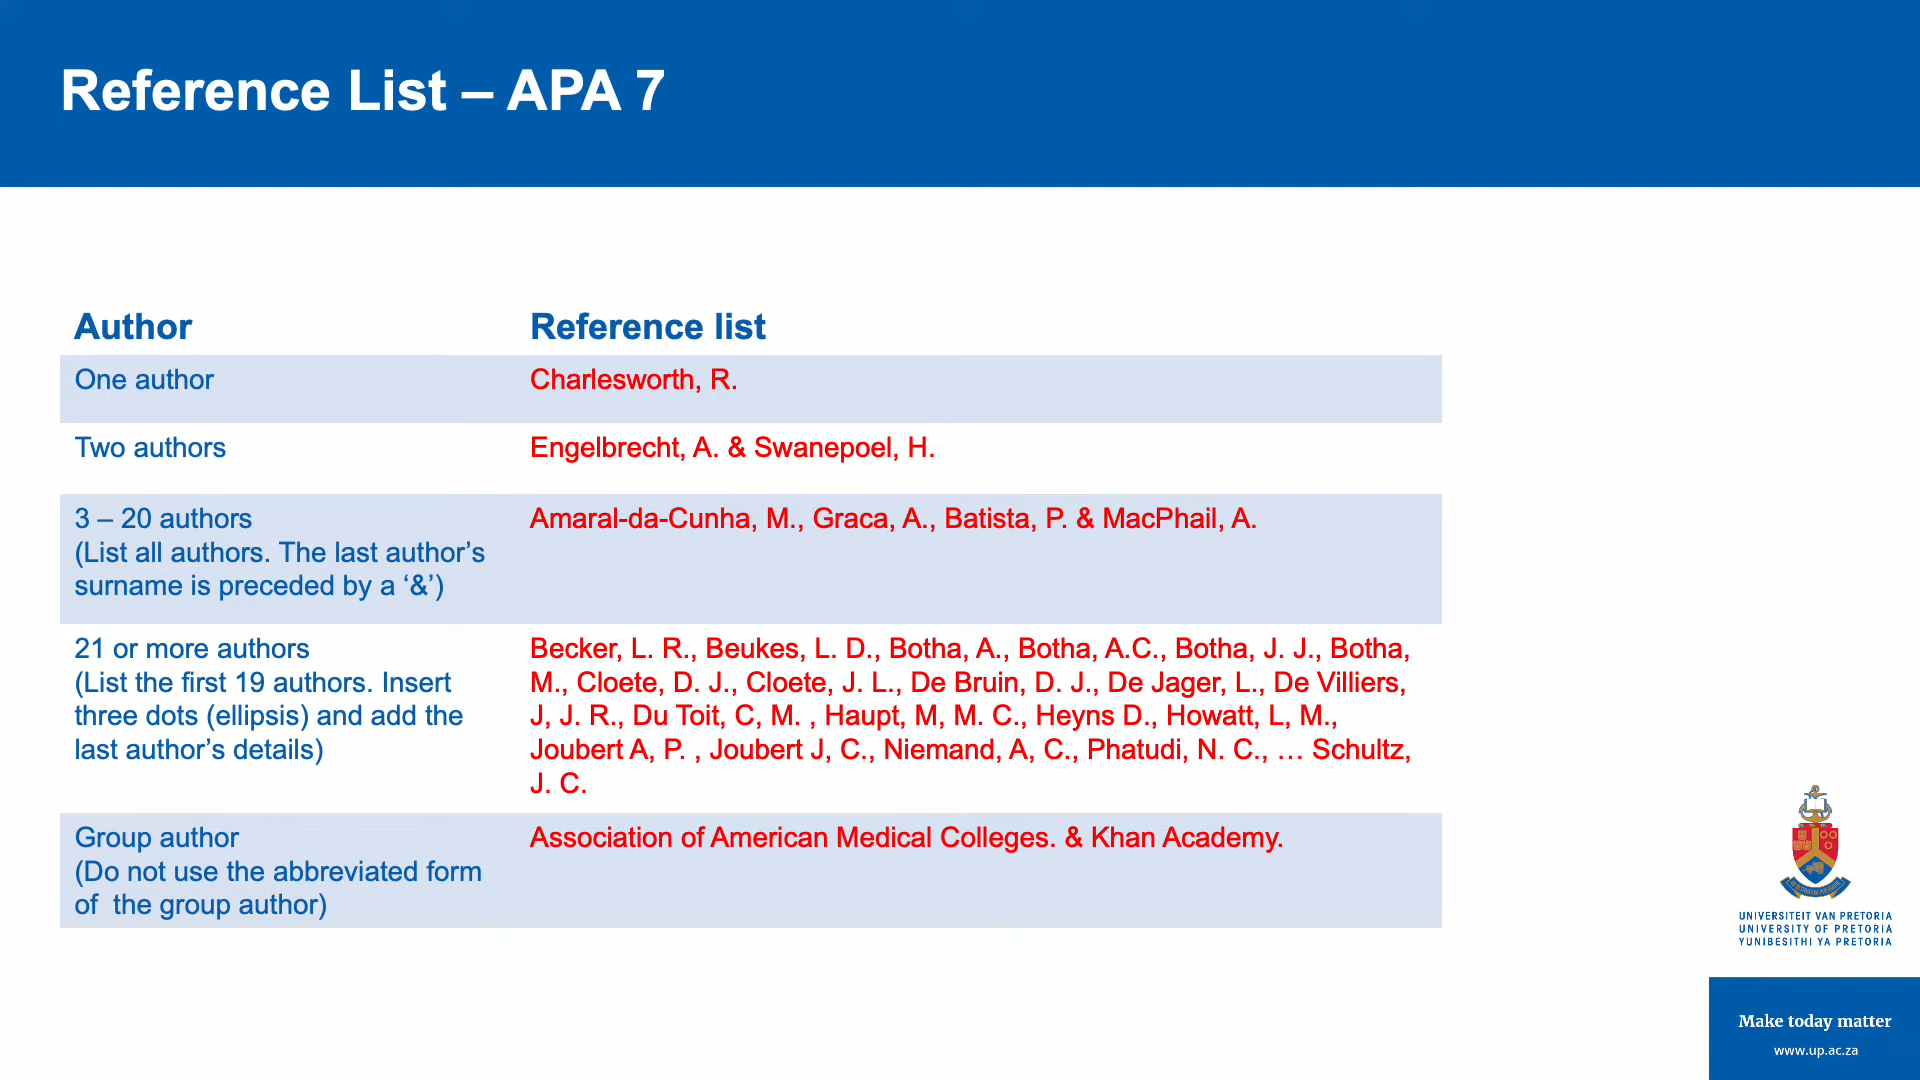 Reference List – APA 7
Author
Reference list
One author
Charlesworth, R.
Two authors
Engelbrecht, A. & Swanepoel, H.
3 – 20 authors
(List all authors. The last author’s
surname is preceded by a ‘&’)
Amaral-da-Cunha, M., Graca, A., Batista, P. & MacPhail, A.
21 or more authors
(List the first 19 authors. Insert
three dots (ellipsis) and add the
last author’s details)
Becker, L. R., Beukes, L. D., Botha, A., Botha, A.C., Botha, J. J., Botha,
M., Cloete, D. J., Cloete, J. L., De Bruin, D. J., De Jager, L., De Villiers,
J, J. R., Du Toit, C, M. , Haupt, M, M. C., Heyns D., Howatt, L, M.,
Joubert A, P. , Joubert J, C., Niemand, A, C., Phatudi, N. C., … Schultz,
J. C.
Group author
(Do not use the abbreviated form
of  the group author)
Association of American Medical Colleges. & Khan Academy.
UNIVERSITEIT VAN PRETORIA
UNIVERSITY OF PRETORIA
YUNIBESITHI YA PRETORIA
Make today matter
www.up.ac.za